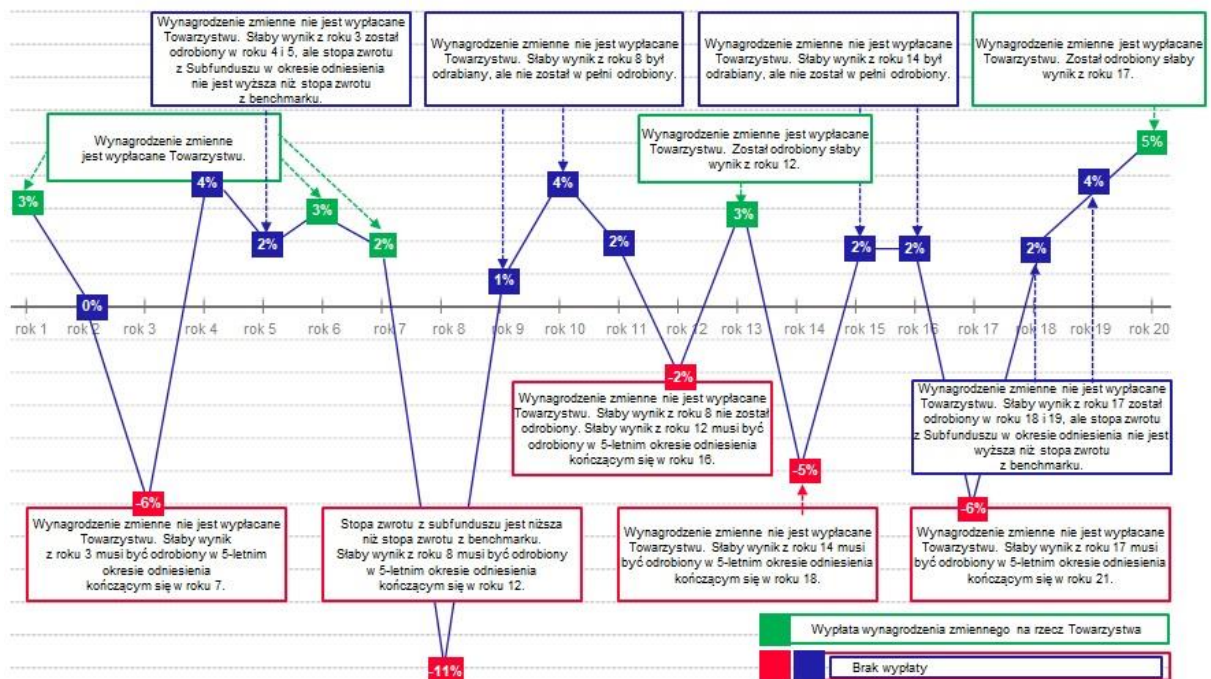 Wynagrodzenie zmienne nie jest wypłacane
Towarzystwu. Słaby wynik z roku 3 został
odrobiony w roku 4 i 5, ale stopa zwrotu
z Subfunduszu w okresie odniesienia
nie jest wyższa niż stopa zwrotu
z benchmarku.
Wynagrodzenie zmienne nie jest wypłacane
Towarzystwu. Słaby wynik z roku 8 był
odrabiany, ale nie został w pełni odrobiony.
Wynagrodzenie zmienne nie jest wypłacane
Towarzystwu. Słaby wynik z roku 14 był
odrabiany, ale nie został w pełni odrobiony.
Wynagrodzenie zmienne jest wypłacane
Towarzystwu. Został odrobiony słaby
wynik z roku 17.
Wynagrodzenie zmienne
jest wypłacane Towarzystwu.
Wynagrodzenie zmienne jest wypłacane
Towarzystwu. Został odrobiony słaby
wynik z roku 12.
3%
0%
-6%
4%
2%
3%
2%
-11%
1%
4%
2%
-2%
3%
-5%
2%
2%
-6%
2%
4%
5%
rok 1
rok 2
rok 3
rok 4
rok 5
rok 6
rok 7
rok 8
rok 9
rok 10
rok 11
rok 12
rok 13
rok 14
rok 15
rok 16
rok 17
rok 18
rok 19
rok 20
Wynagrodzenie zmienne nie jest wypłacane
Towarzystwu. Słaby wynik z roku 8 nie został
odrobiony. Słaby wynik z roku 12 musi być
odrobiony w 5-letnim okresie odniesienia
kończącym się w roku 16.
Wynagrodzenie zmienne nie jest wypłacane
Towarzystwu. Słaby wynik z roku 17 został
odrobiony w roku 18 i 19, ale stopa zwrotu
z Subfunduszu w okresie odniesienia nie jest
wyższa niż stopa zwrotu
z benchmarku.
Wynagrodzenie zmienne nie jest wypłacane
Towarzystwu. Słaby wynik
z roku 3 musi być odrobiony w 5-letnim
okresie odniesienia
kończącym się w roku 7.
Stopa zwrotu z subfunduszu jest niższa
niż stopa zwrotu z benchmarku.
Słaby wynik z roku 8 musi być odrobiony
w 5-letnim okresie odniesienia
kończącym się w roku 12.
Wynagrodzenie zmienne nie jest wypłacane
Towarzystwu. Słaby wynik z roku 14 musi
być odrobiony w 5-letnim okresie odniesienia
kończącym się w roku 18.
Wynagrodzenie zmienne nie jest wypłacane
Towarzystwu. Słaby wynik z roku 17 musi
być odrobiony w 5-letnim okresie odniesienia
kończącym się w roku 21.
Wypłata wynagrodzenia zmiennego na rzecz Towarzystwa
Brak wypłaty